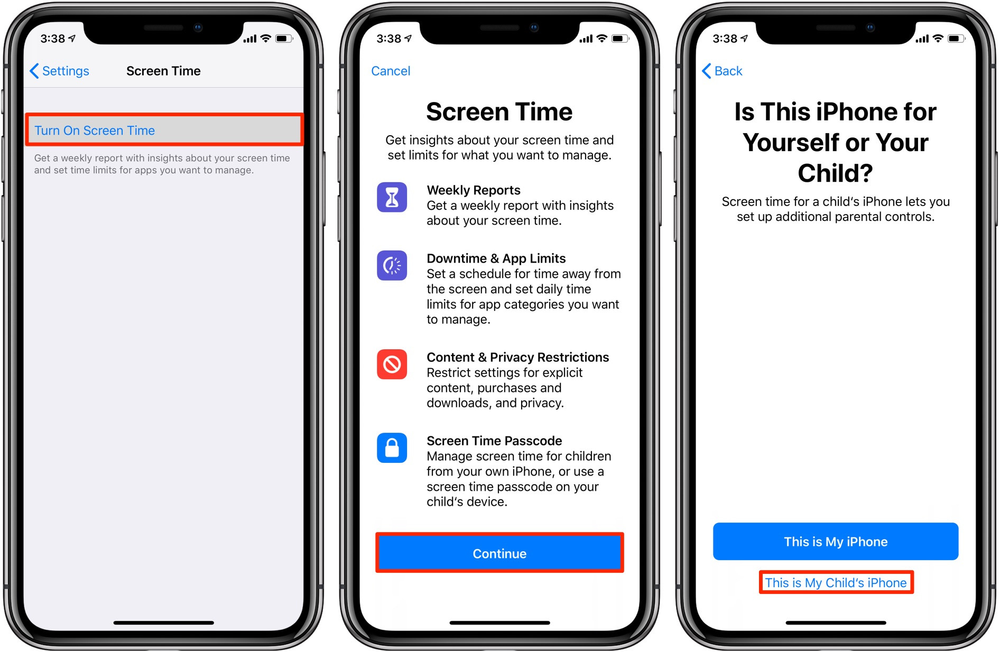 3:38
Settings
Screen Time
Turn On Screen Time
Get a weekly report with insights about your screen time
and set time limits for apps you want to manage.
3:38
Cancel
Screen Time
Get insights about your screen time and
set limits for what you want to manage.
Weekly Reports
Get a weekly report with insights
about your screen time.
Downtime & App Limits
Set a schedule for time away from
the screen and set daily time
limits for app categories you want
to manage.
Content & Privacy Restrictions
Restrict settings for explicit
content, purchases and
downloads, and privacy.
Screen Time Passcode
Manage screen time for children
from your own iPhone, or use a
screen time passcode on your
child‘s device.
Continue
3:38
Back
Is This iPhone for
Yourself or Your
Child?
Screen time for a child‘s iPhone lets you
set up additional parental controls.
This is My iPhone
This is My Child‘s iPhone